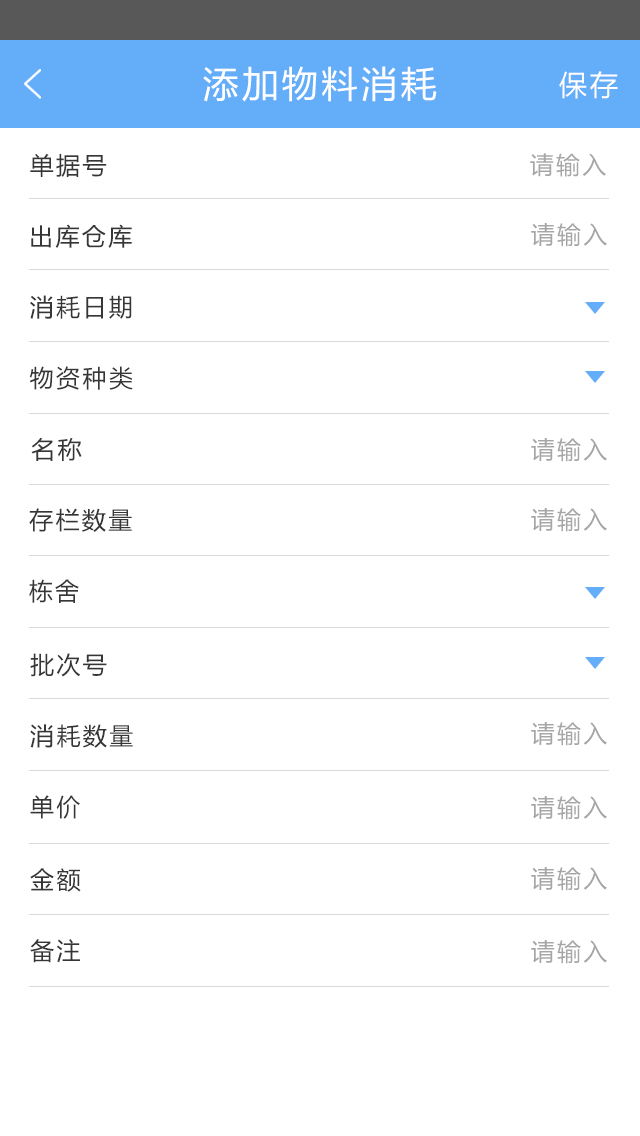 添加物料消耗 保存
单据号 请输入
出库仓库 请输入
消耗日期
物资种类
名称 请输入
存栏数量 请输入
栋舍
批次号
消耗数量 请输入
单价 请输入
金额 请输入
备注 请输入